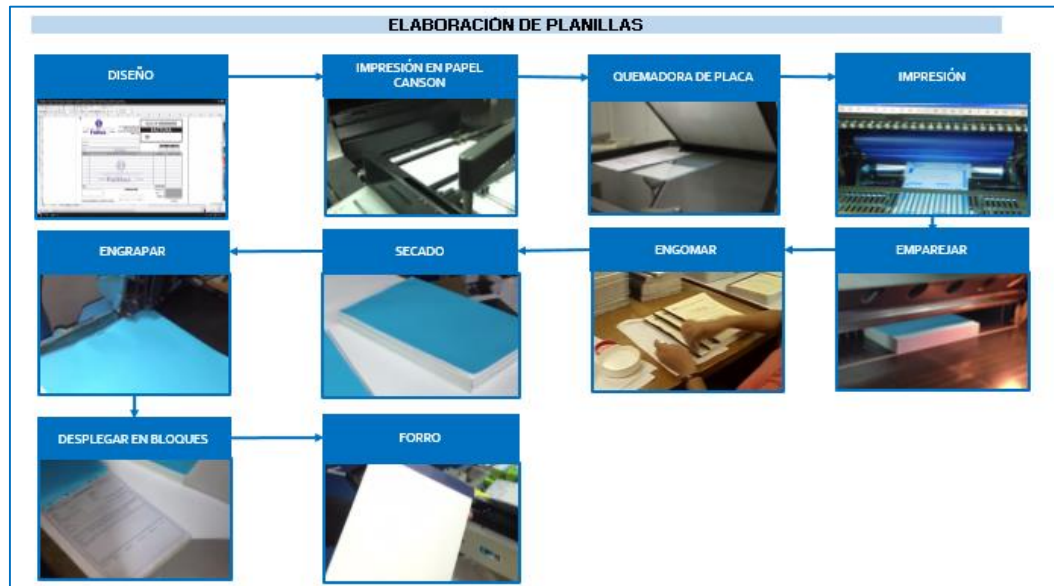 ELABORACIÓN DE PLANILLAS
DISEÑO
IMPRESIÓN EN PAPEL
CANSON
QUEMADORA DE PLACA
IMPRESIÓN
EMPAREJAR
ENGOMAR
SECADO
ENGRAPAR
DESPLEGAR EN BLOQUES
FORRO